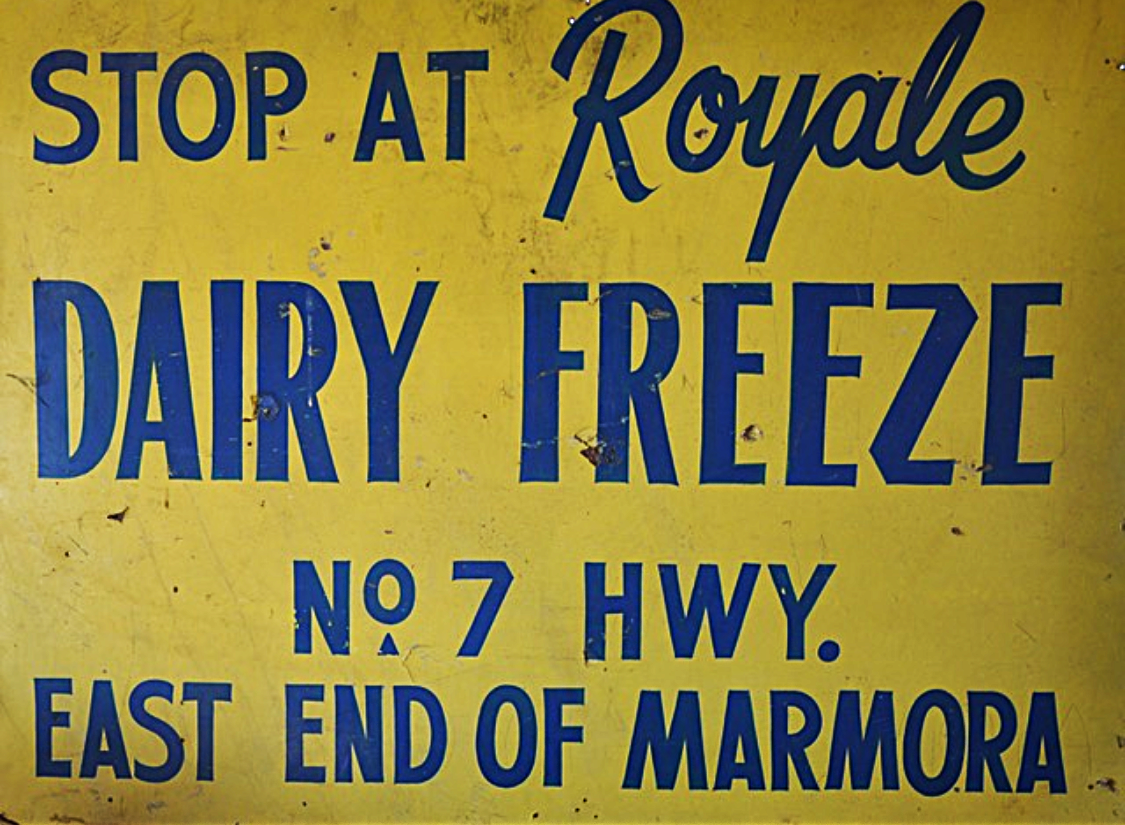 STOP AT Royale
DAIRY FREEZE
Nº 7 HWY.
EAST END OF MARMORA